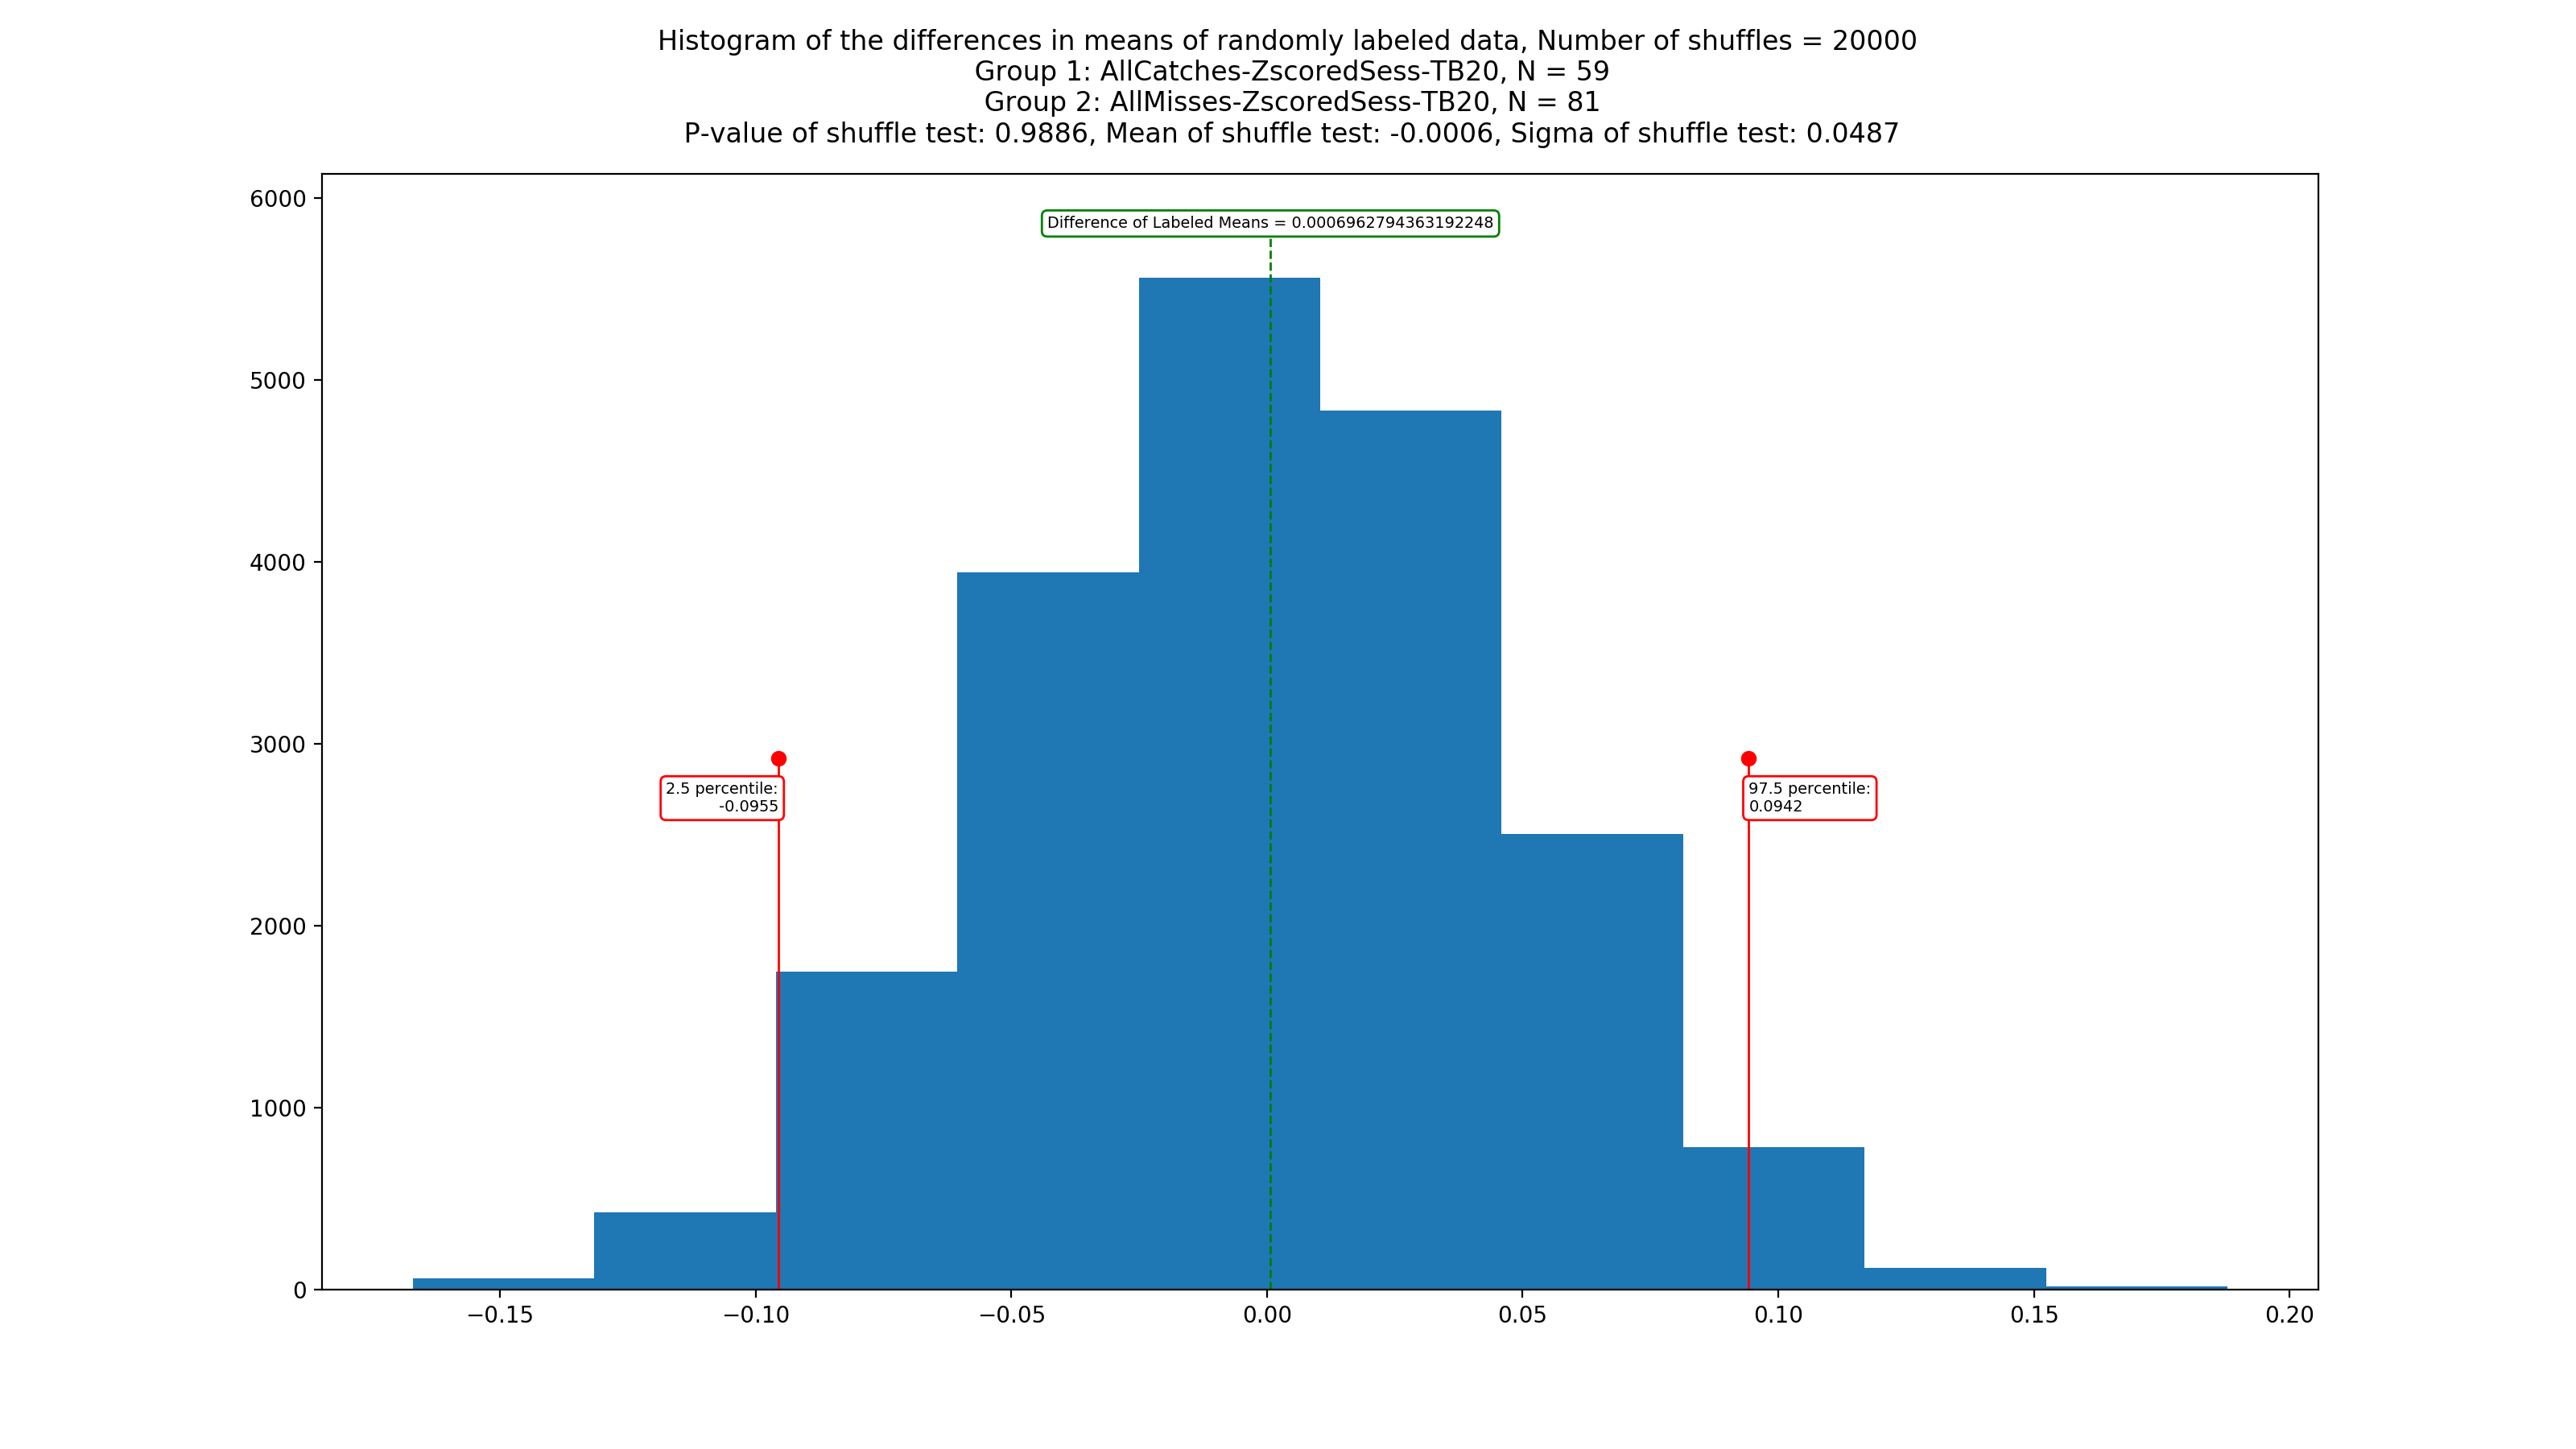 Histogram of the differences in means of randomly labeled data, Number of shuffles = 20000
Group 1: AllCatches-ZscoredSess-TB20, N = 59
Group 2: AllMisses-ZscoredSess-TB20, N = 81
P-value of shuffle test: 0.9886, Mean of shuffle test: -0.0006, Sigma of shuffle test: 0.0487
6000
Difference of Labeled Means = 0.0006962794363192248
5000
4000
3000
2.5 percentile:
-0.0955
97.5 percentile:
0.0942
2000
1000
0
−0.15
−0.10
−0.05
0.00
0.05
0.10
0.15
0.20